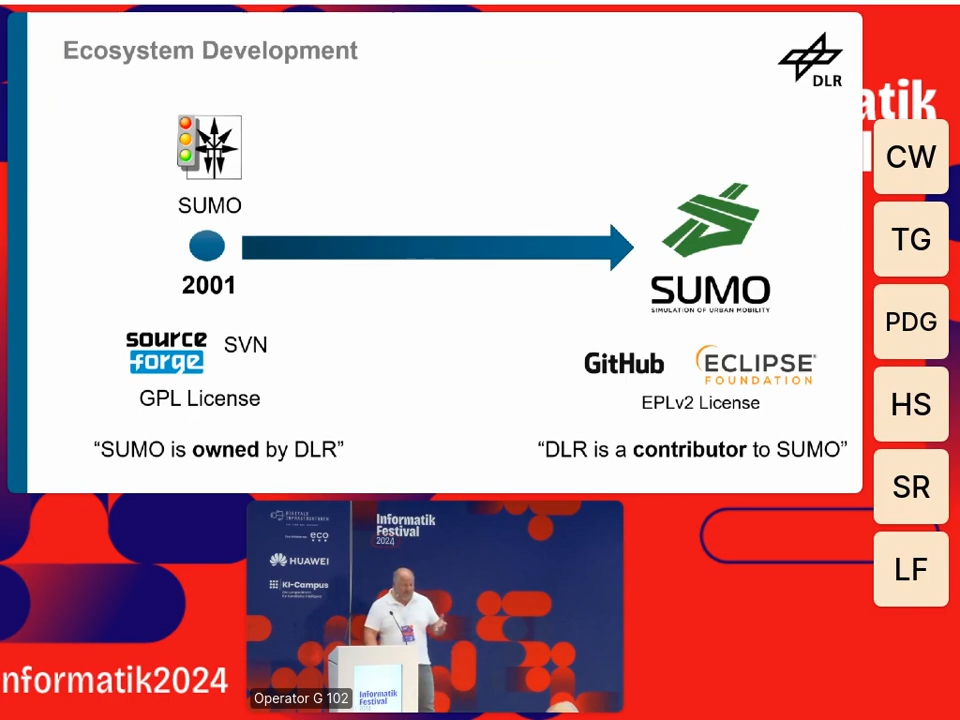 Ecosystem Development
DLR
atik
SUMO
2001
source
forge
SVN
GPL License
"SUMO is owned by DLR"
SUMO
SIMULATION OF URBAN MOBILITY
GitHub
ECLIPSE
FOUNDATION
EPLv2 License
"DLR is a contributor to SUMO"
CW
TG
PDG
HS
SR
LF
eco
HUAWEI
KI-Campus
Informatik
Festival
2024
Informatik
Festival
Operator G 102
nformatik2024